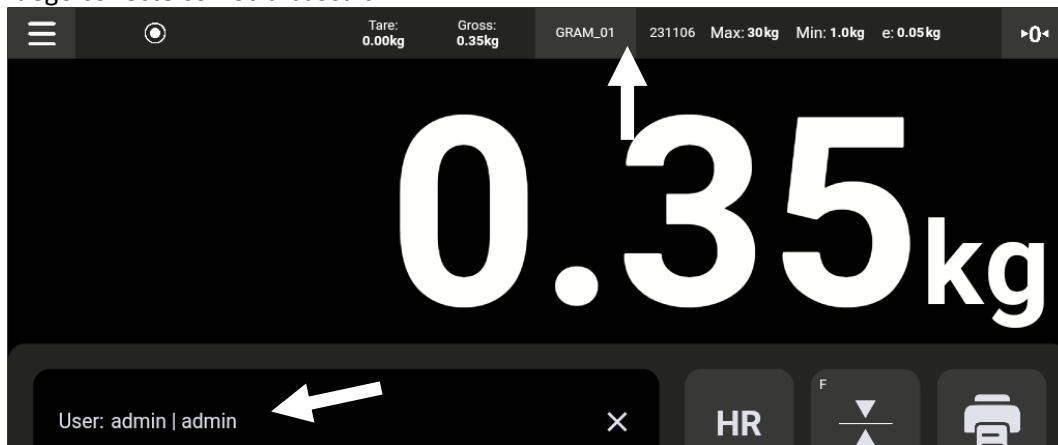 Tare: Gross:
0.00kg 0.35kg GRAM_01 231106 Max: 30kg Min: 1.0kg e: 0.05kg ►0◄
0.35kg
User: admin | admin
HR
F